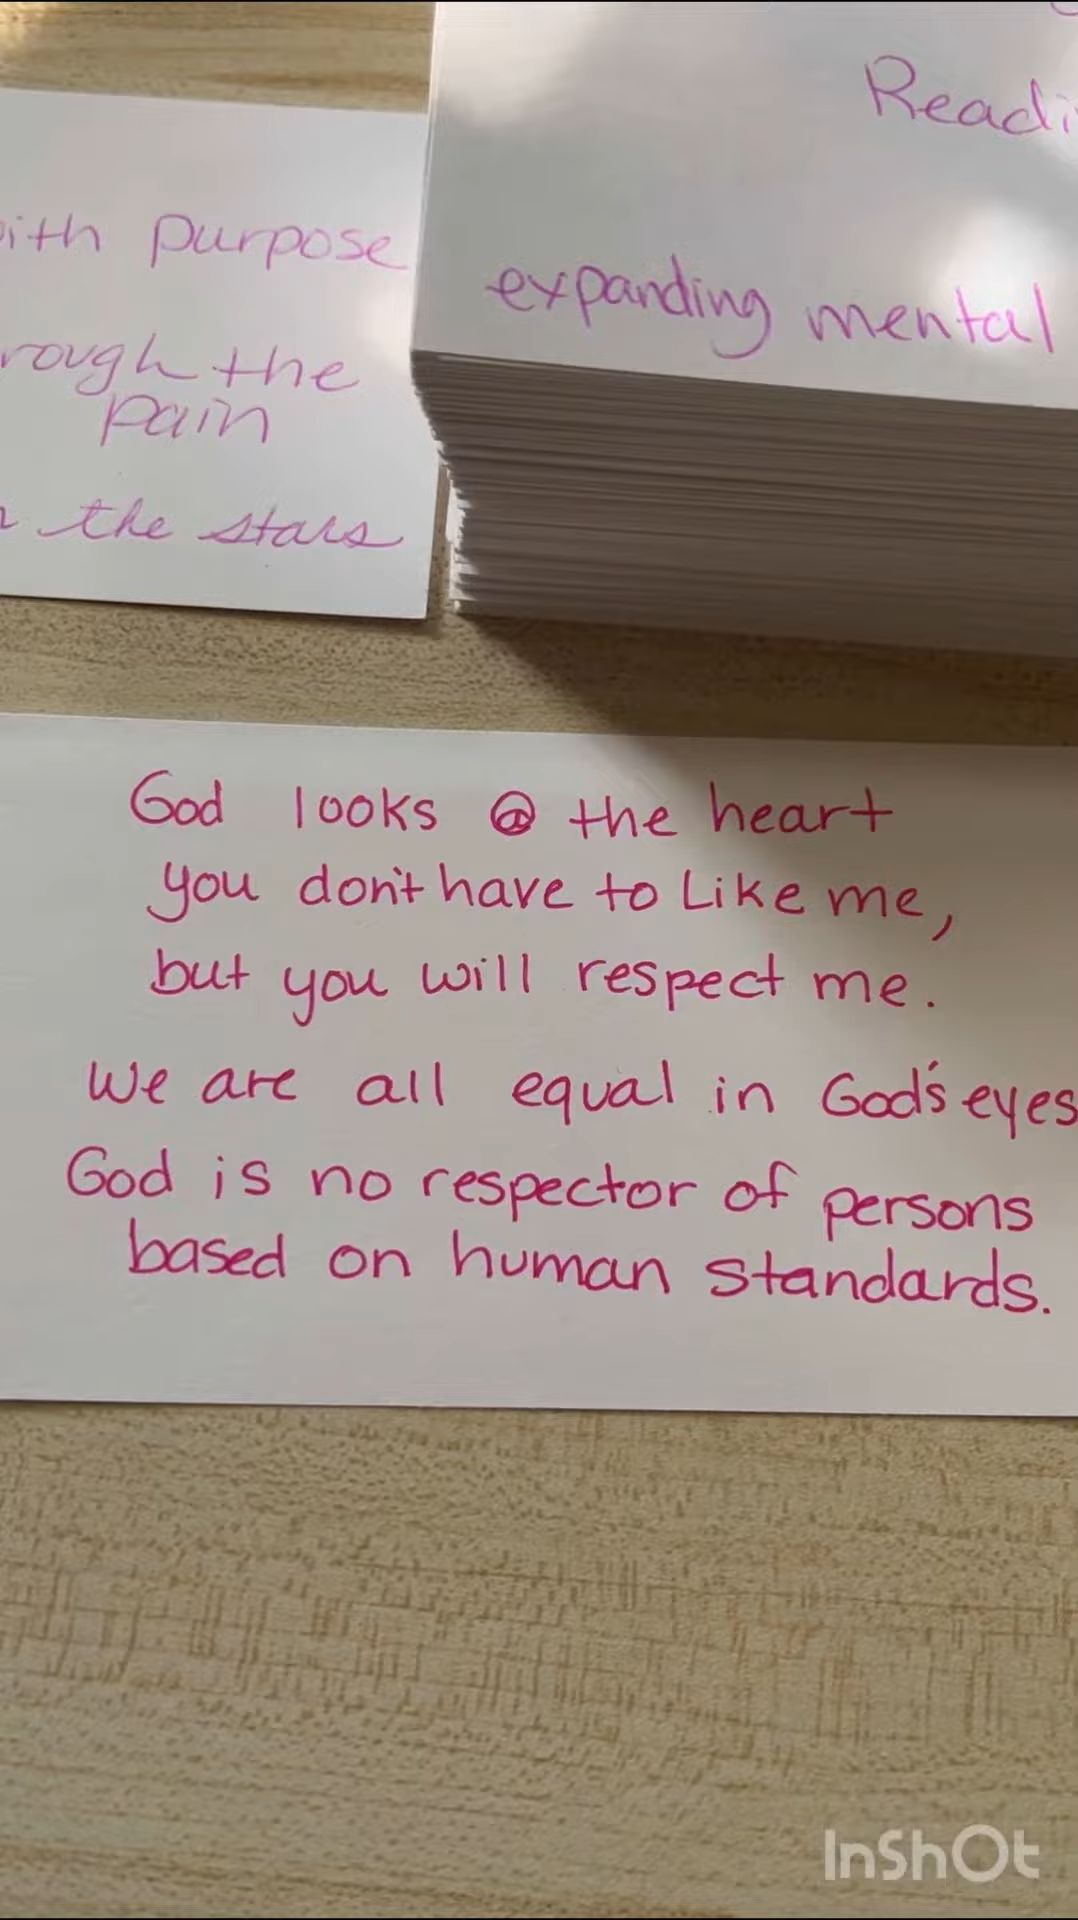 with purpose
the
pain
the stars
Readi
expanding mental
God looks @ the heart
you don't have to Like me,
but you will respect me.
We are all equal in God's eyes
God is no respector of persons
based on human standards.
InShOt